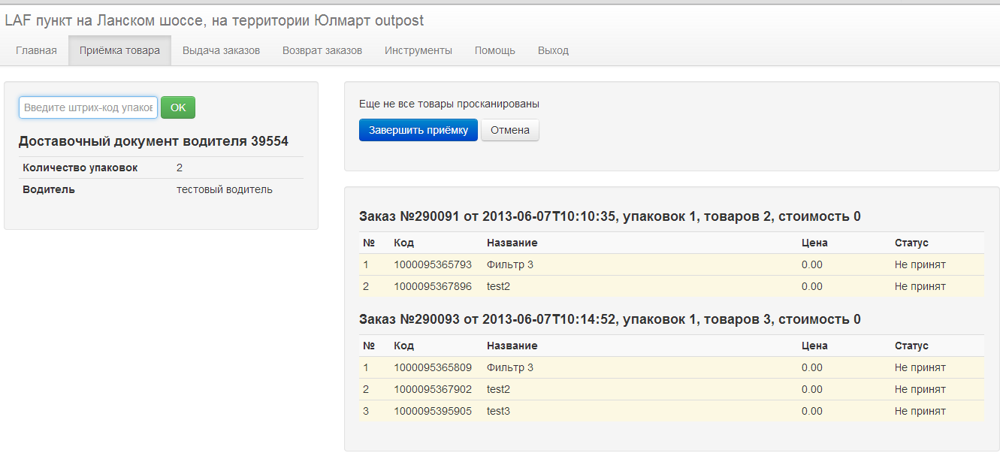 LAF пункт на Ланском шоссе, на территории Юлмарт outpost
Главная Приёмка товара Выдача заказов Возврат заказов Инструменты Помощь Выход
Введите штрих-код упаков OK
Доставочный документ водителя 39554
Количество упаковок 2
Водитель тестовый водитель
Еще не все товары просканированы
Завершить приёмку Отмена
Заказ №290091 от 2013-06-07T10:10:35, упаковок 1, товаров 2, стоимость 0
№ Код Название Цена Статус
1 1000095365793 Фильтр 3 0.00 Не принят
2 1000095367896 test2 0.00 Не принят
Заказ №290093 от 2013-06-07T10:14:52, упаковок 1, товаров 3, стоимость 0
№ Код Название Цена Статус
1 1000095365809 Фильтр 3 0.00 Не принят
2 1000095367902 test2 0.00 Не принят
3 1000095395905 test3 0.00 Не принят